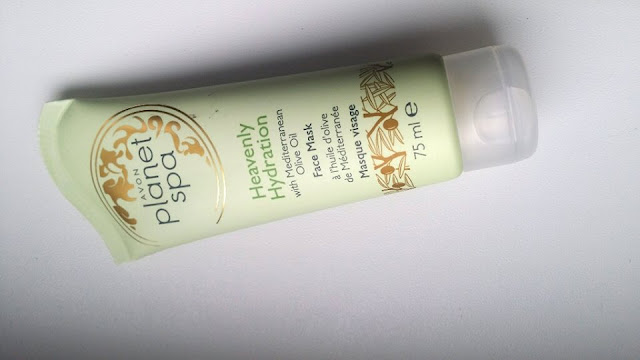 AVON
planet
spa
Heavenly
Hydration
with Mediterranean
Olive Oil
Face Mask
à l'huile d'olive
de Méditerranée
Masque visage
75 ml e